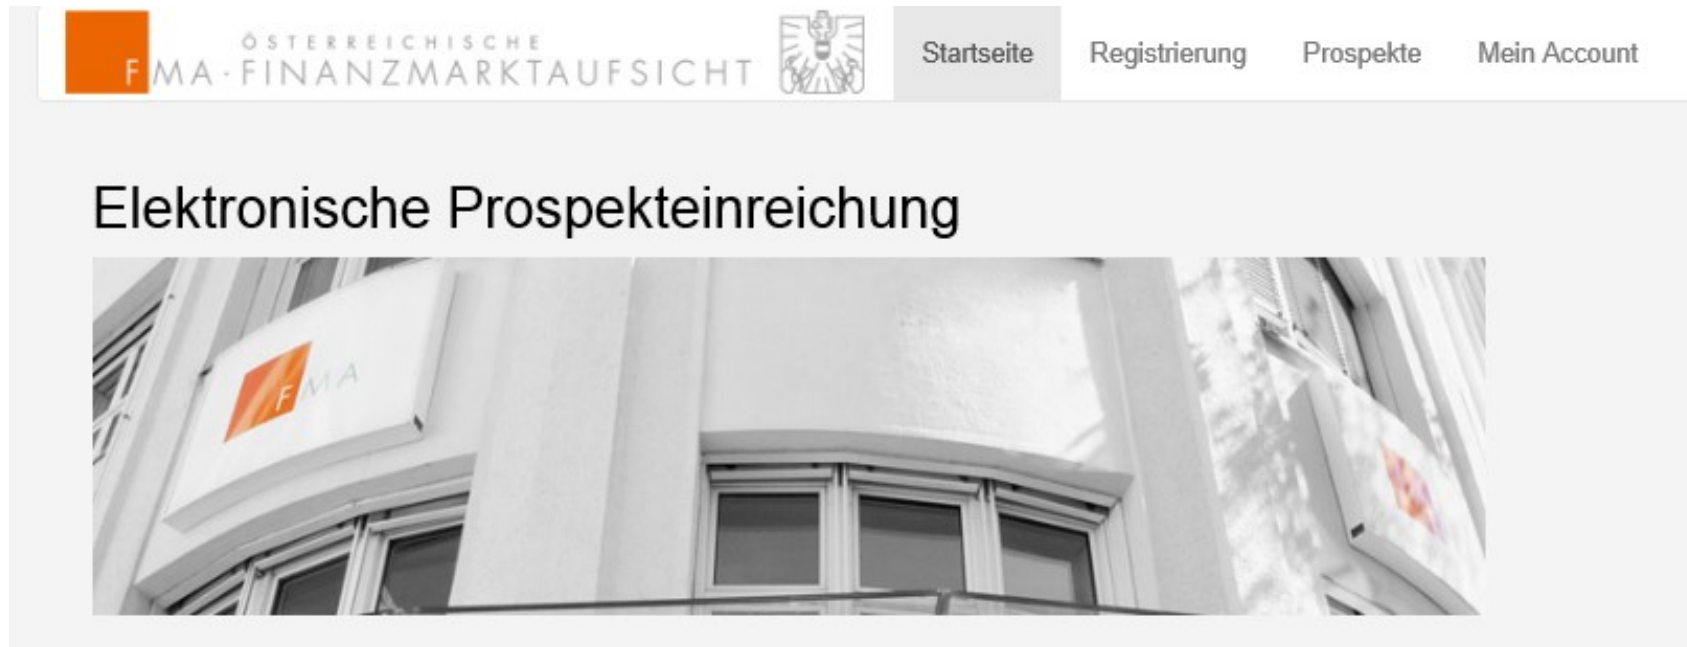 ÖSTERREICHISCHE
FMA·FINANZMARKTAUFSICHT
Startseite Registrierung Prospekte Mein Account
Elektronische Prospekteinreichung
FMA